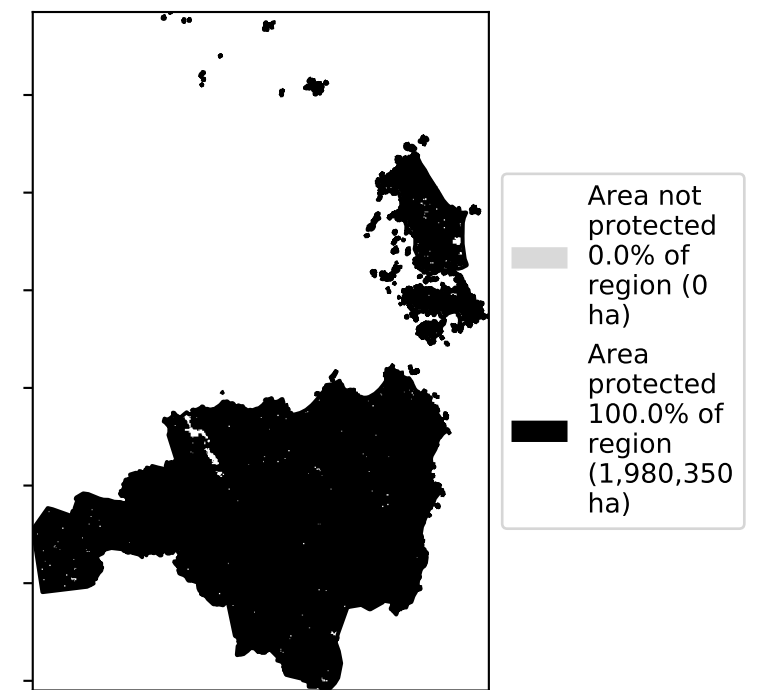 Area not
protected
0.0% of
region (0
ha)
Area
protected
100.0% of
region
(1,980,350
ha)